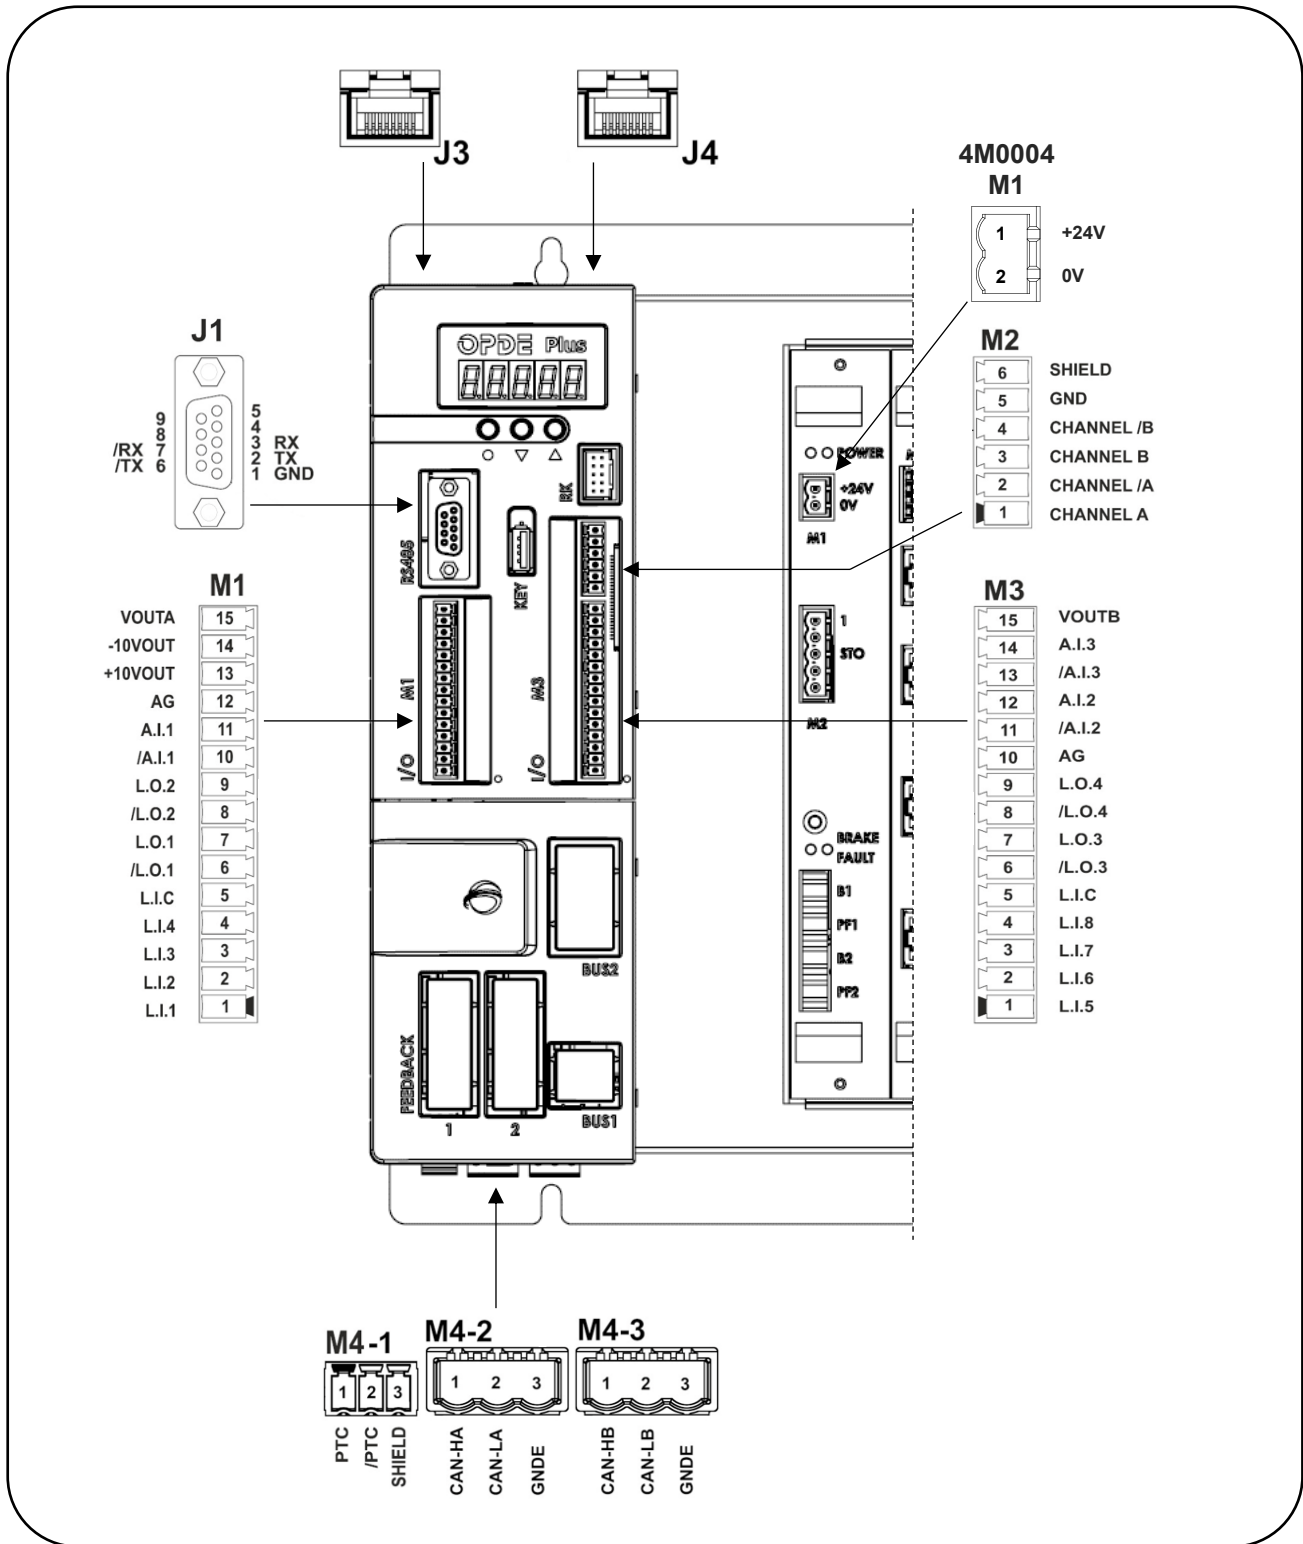 J3
J4
4M0004
M1
1 +24V
2 0V
J1
9 5
8 4
/RX 7 3 RX
/TX 6 2 TX
1 GND
M2
6 SHIELD
5 GND
4 CHANNEL /B
3 CHANNEL B
2 CHANNEL /A
1 CHANNEL A
OPDE Plus
RK
RS485
KEY
M1
I/O
M3
I/O
BUS2
FEEDBACK
1
2
BUS1
POWER
+24V
0V
M1
1
STO
M2
BRAKE
FAULT
B1
PF1
B2
PF2
M1
VOUTA 15
-10VOUT 14
+10VOUT 13
AG 12
A.I.1 11
/A.I.1 10
L.O.2 9
/L.O.2 8
L.O.1 7
/L.O.1 6
L.I.C 5
L.I.4 4
L.I.3 3
L.I.2 2
L.I.1 1
M3
15 VOUTB
14 A.I.3
13 /A.I.3
12 A.I.2
11 /A.I.2
10 AG
9 L.O.4
8 /L.O.4
7 L.O.3
6 /L.O.3
5 L.I.C
4 L.I.8
3 L.I.7
2 L.I.6
1 L.I.5
M4-1
1 2 3
PTC
/PTC
SHIELD
M4-2
1 2 3
CAN-HA
CAN-LA
GNDE
M4-3
1 2 3
CAN-HB
CAN-LB
GNDE